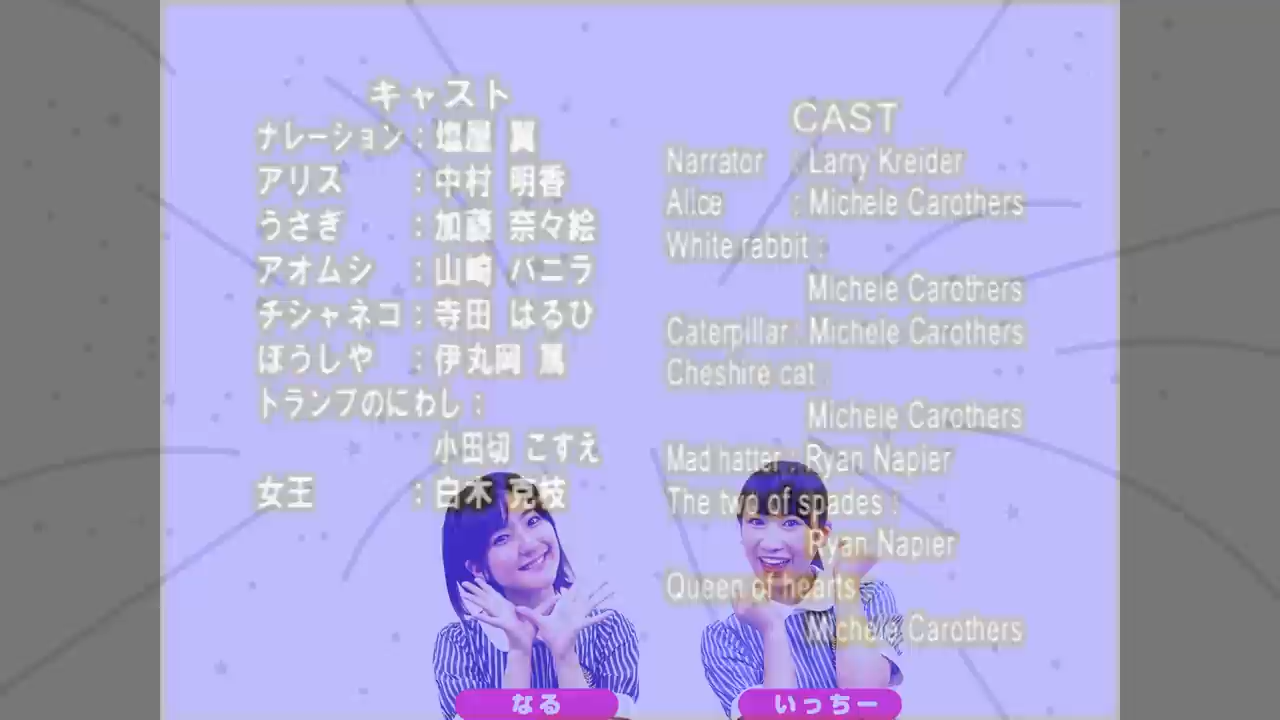 キャスト
ナレーション：塩屋 翼
アリス　　　：中村 明香
うさぎ　　　：加藤 奈々絵
アオムシ　　：山崎 バニラ
チシャネコ：寺田 はるひ
ぼうしや　　：伊丸岡 篤
トランプのにわし：
小田切 こすえ
女王　　　　：白木 克枝
CAST
Narrator : Larry Kreider
Alice : Michele Carothers
White rabbit :
Michele Carothers
Caterpillar : Michele Carothers
Cheshire cat :
Michele Carothers
Mad hatter : Ryan Napier
The two of spades :
Ryan Napier
Queen of hearts :
Michele Carothers
なる
いっちー